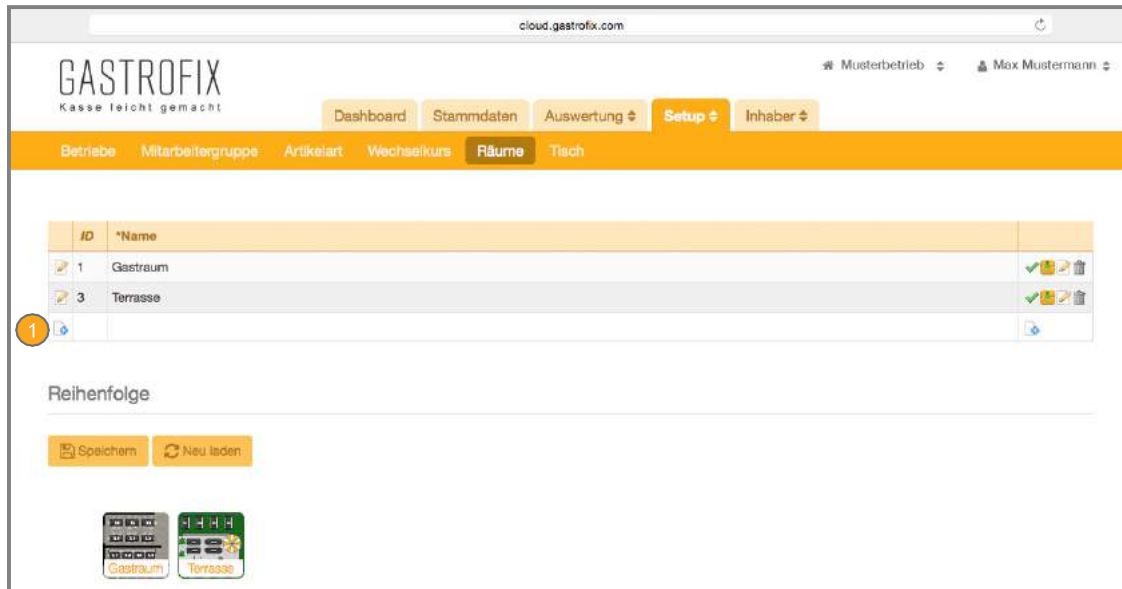 cloud.gastrofix.com
GASTROFIX
Kasse leicht gemacht
Musterbetrieb Max Mustermann
Dashboard Stammdaten Auswertung Setup Inhaber
Betriebe Mitarbeitergruppe Artikelart Wechselkurs Räume Tisch
ID *Name
1 Gastraum
3 Terrasse
1
Reihenfolge
Speichern Neu laden
Gastraum Terrasse